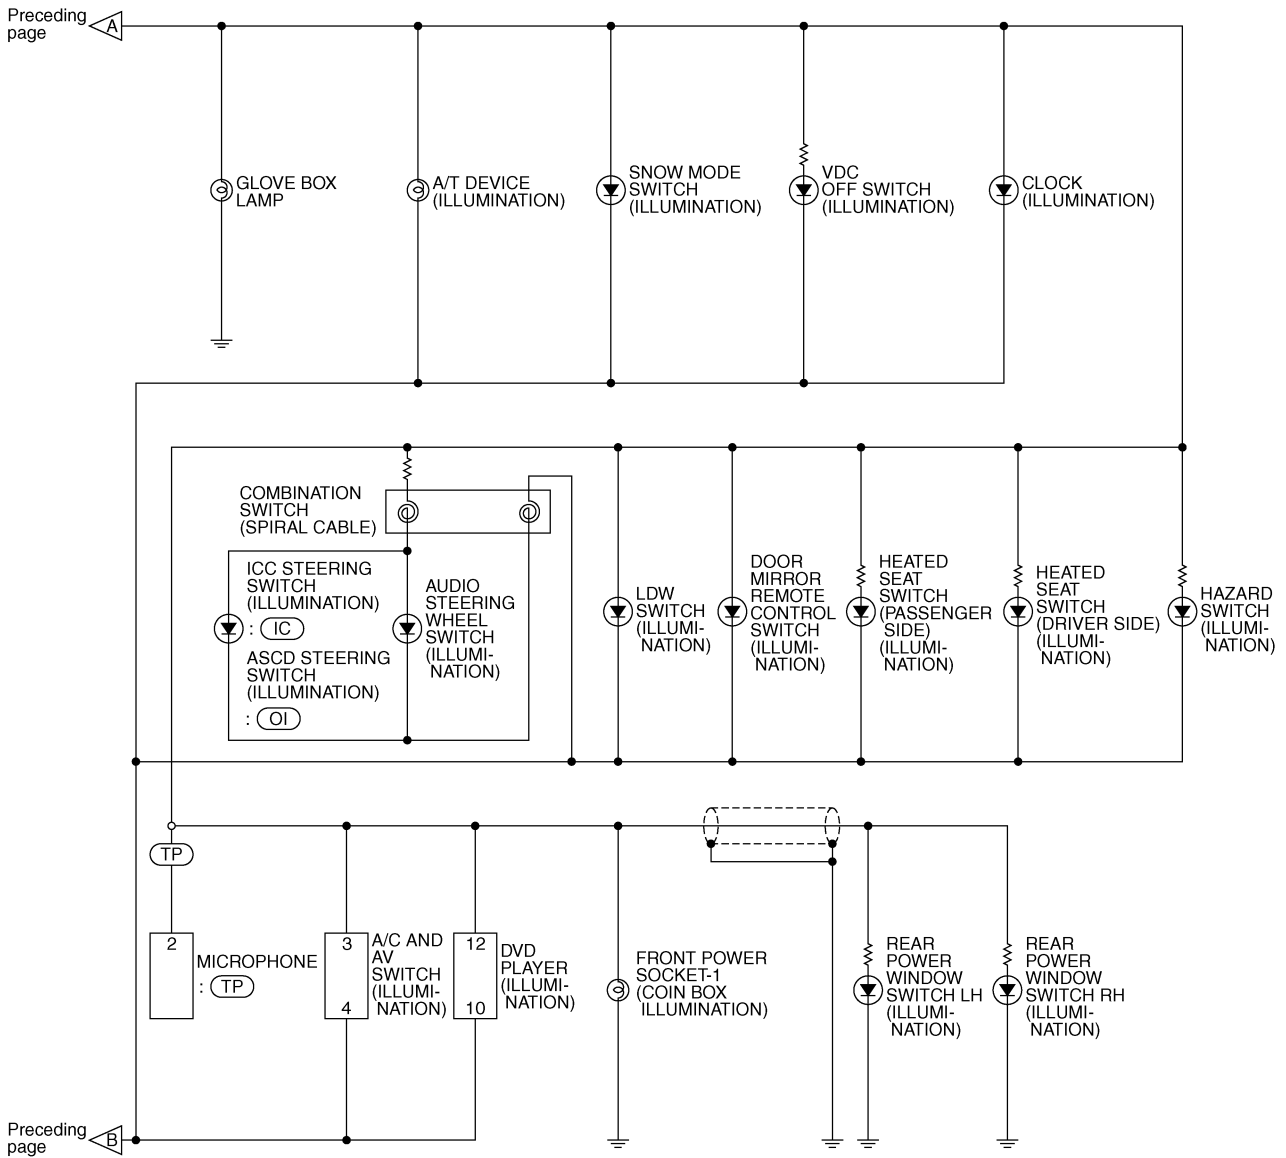 Preceding
page
A
GLOVE BOX
LAMP
A/T DEVICE
(ILLUMINATION)
SNOW MODE
SWITCH
(ILLUMINATION)
VDC
OFF SWITCH
(ILLUMINATION)
CLOCK
(ILLUMINATION)
COMBINATION
SWITCH
(SPIRAL CABLE)
ICC STEERING
SWITCH
(ILLUMINATION)
: IC
ASCD STEERING
SWITCH
(ILLUMINATION)
: OI
AUDIO
STEERING
WHEEL
SWITCH
(ILLUMI-
NATION)
LDW
SWITCH
(ILLUMI-
NATION)
DOOR
MIRROR
REMOTE
CONTROL
SWITCH
(ILLUMI-
NATION)
HEATED
SEAT
SWITCH
(PASSENGER
SIDE)
(ILLUMI-
NATION)
HEATED
SEAT
SWITCH
(DRIVER SIDE)
(ILLUMI-
NATION)
HAZARD
SWITCH
(ILLUMI-
NATION)
TP
2
MICROPHONE
: TP
3
4
A/C AND
AV
SWITCH
(ILLUMI-
NATION)
12
10
DVD
PLAYER
(ILLUMI-
NATION)
FRONT POWER
SOCKET-1
(COIN BOX
ILLUMINATION)
REAR
POWER
WINDOW
SWITCH LH
(ILLUMI-
NATION)
REAR
POWER
WINDOW
SWITCH RH
(ILLUMI-
NATION)
Preceding
page
B